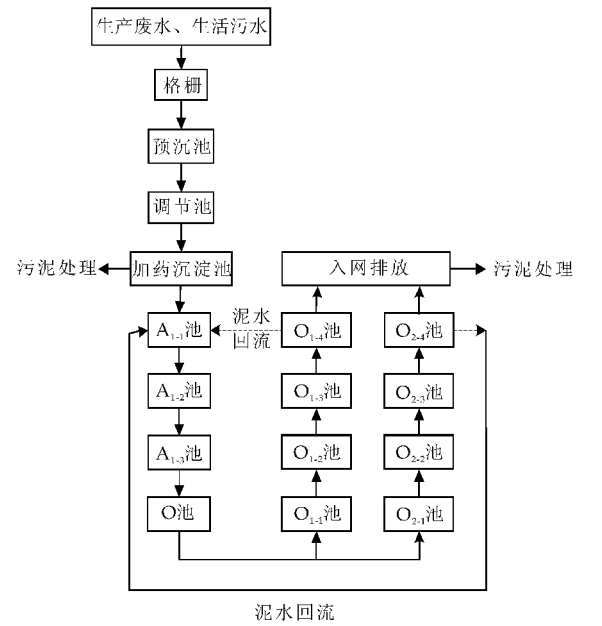 生产废水、生活污水
格栅
预沉池
调节池
污泥处理
加药沉淀池
入网排放
污泥处理
A1-1池
泥水
回流
O1-4池
O2-4池
A1-2池
O1-3池
O2-3池
A1-3池
O1-2池
O2-2池
O池
O1-1池
O2-1池
泥水回流